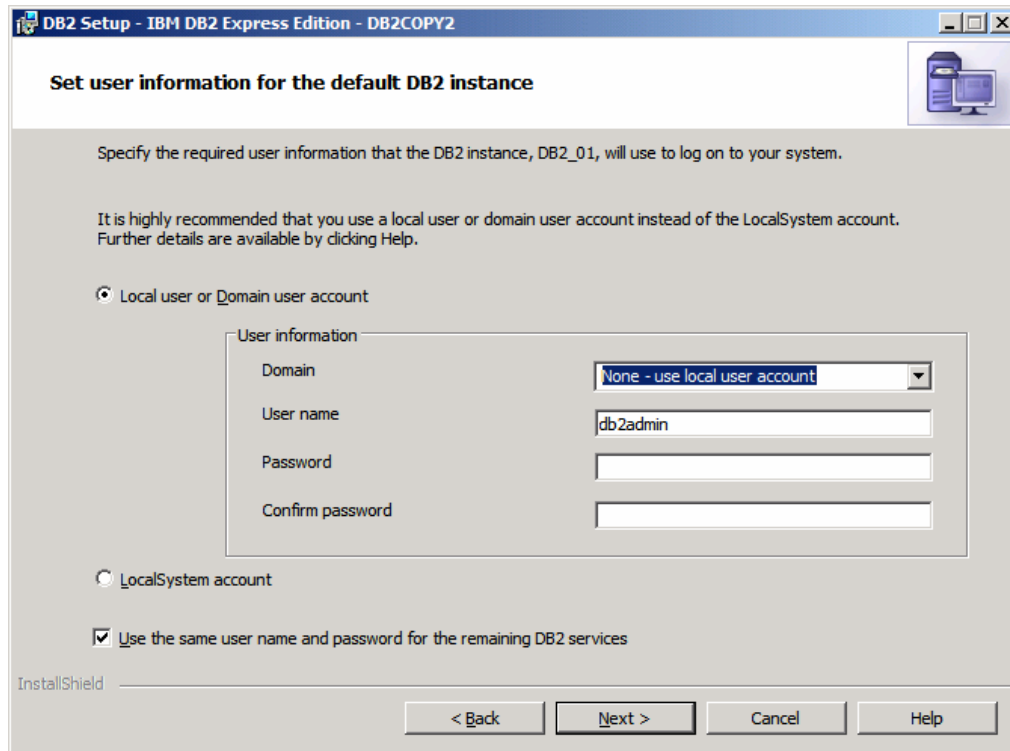 DB2 Setup - IBM DB2 Express Edition - DB2COPY2
Set user information for the default DB2 instance
Specify the required user information that the DB2 instance, DB2_01, will use to log on to your system.
It is highly recommended that you use a local user or domain user account instead of the LocalSystem account.
Further details are available by clicking Help.
Local user or Domain user account
User information
Domain
None - use local user account
User name
db2admin
Password
Confirm password
LocalSystem account
Use the same user name and password for the remaining DB2 services
InstallShield
< Back
Next >
Cancel
Help